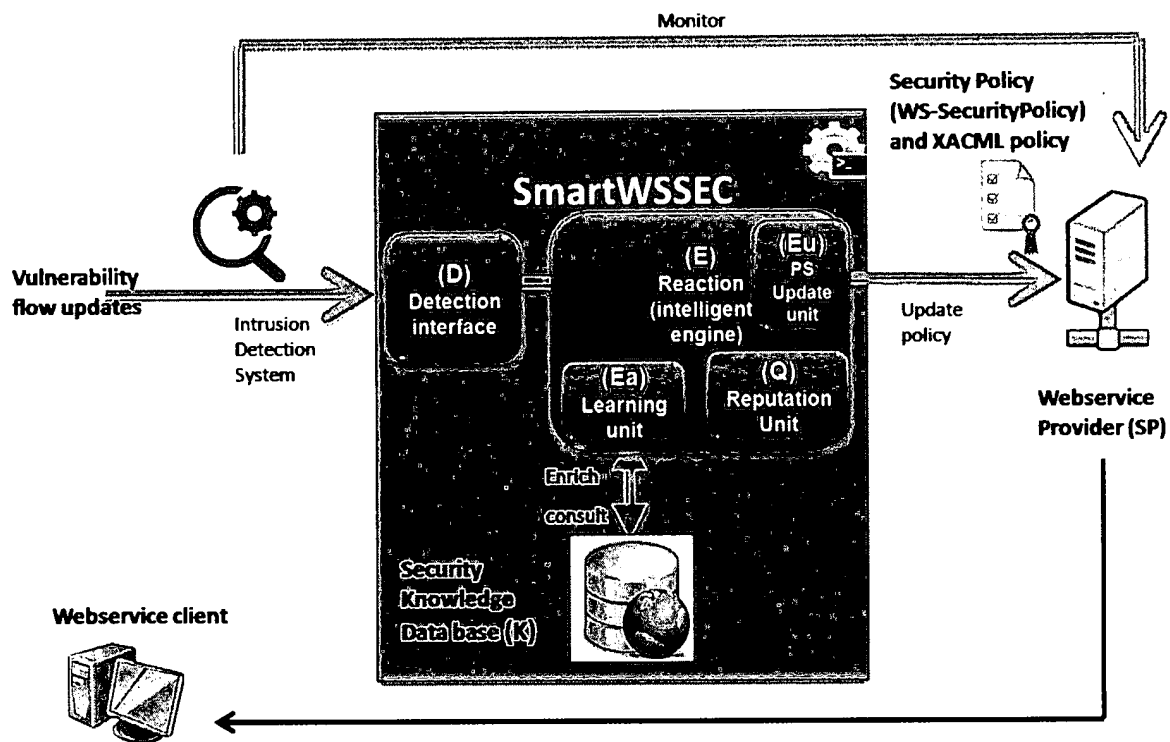 Monitor
Security Policy
(WS-SecurityPolicy)
and XACML policy
>_
SmartWSSEC
(D)
Detection
interface
(E)
Reaction
(intelligent
engine)
(Eu)
PS
Update
unit
(Ea)
Learning
unit
(Q)
Reputation
Unit
Vulnerability
flow updates
Intrusion
Detection
System
Update
policy
Webservice
Provider (SP)
Enrich
consult
Security
Knowledge
Data base (K)
Webservice client